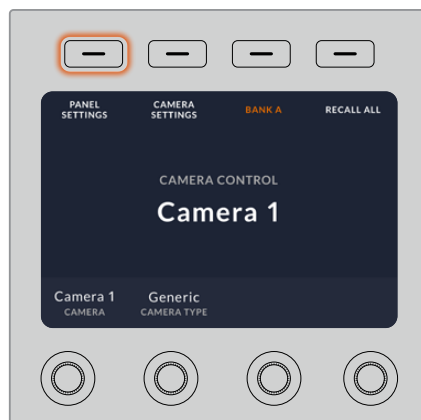 PANEL
SETTINGS
CAMERA
SETTINGS
BANK A
RECALL ALL
CAMERA CONTROL
Camera 1
Camera 1
CAMERA
Generic
CAMERA TYPE